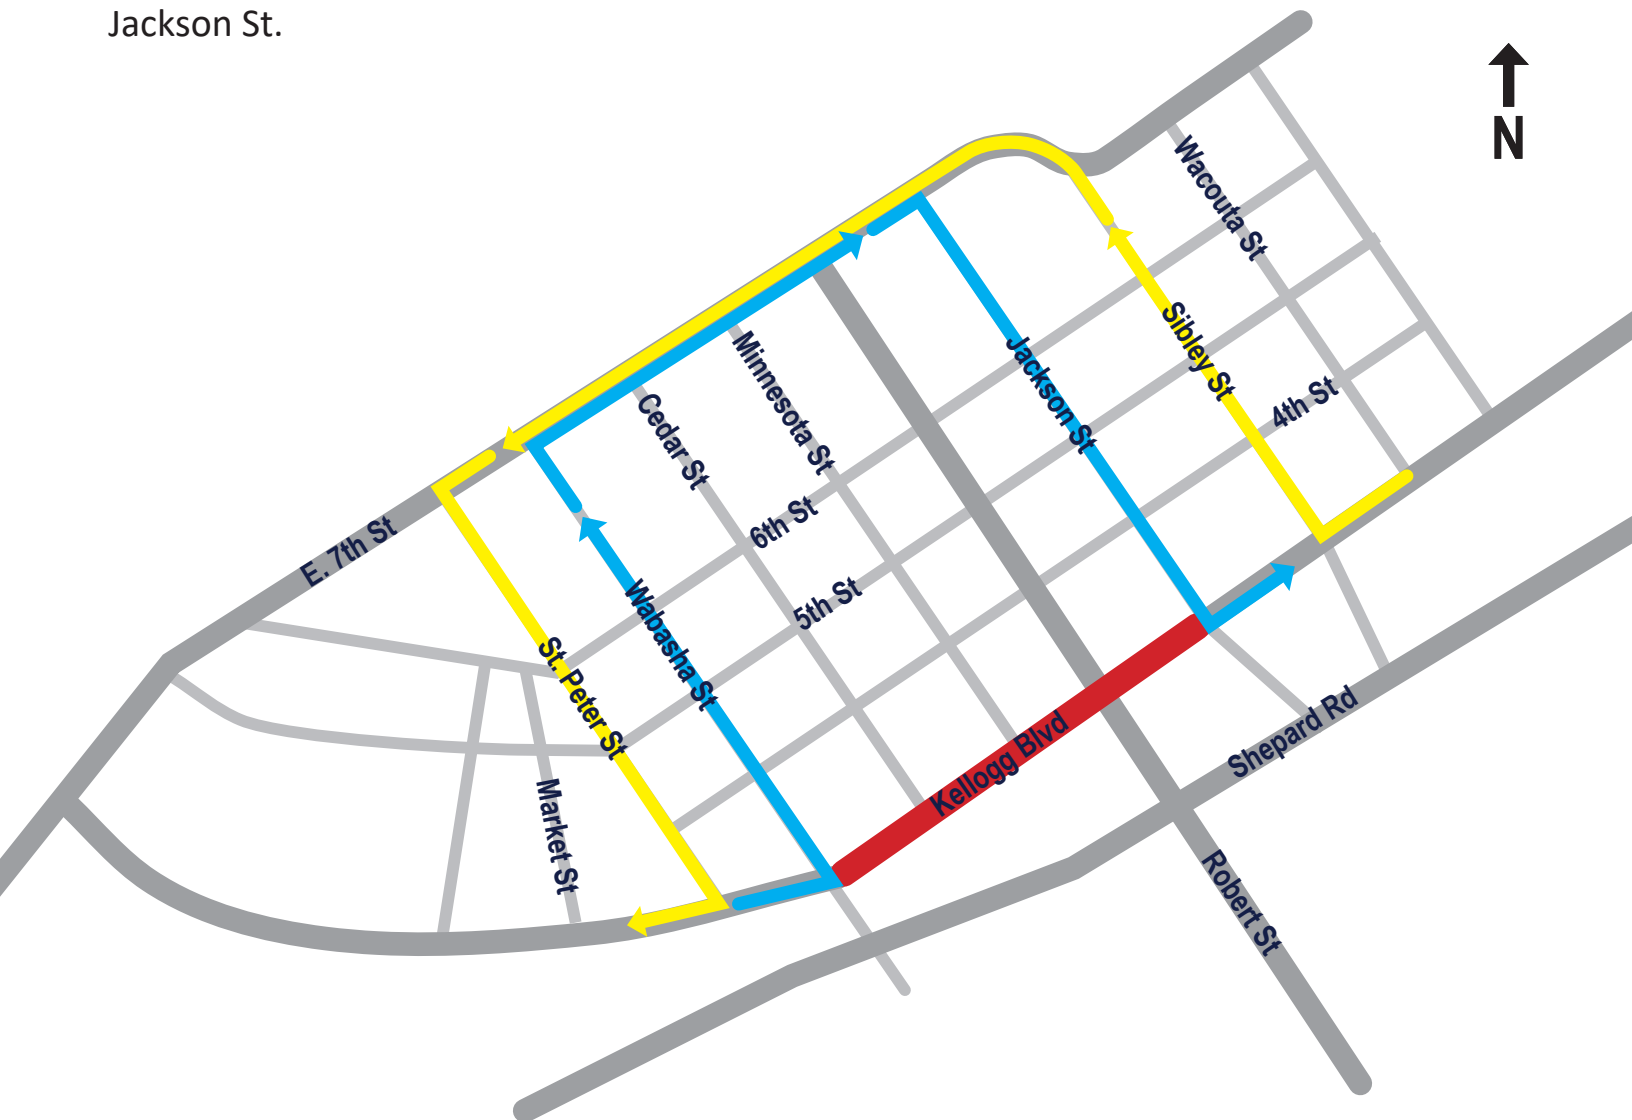 Jackson St.
N
Wacouta St
Sibley St
Jackson St
4th St
Minnesota St
Cedar St
6th St
E. 7th St
5th St
Wabasha St
St. Peter St
Market St
Kellogg Blvd
Shepard Rd
Robert St